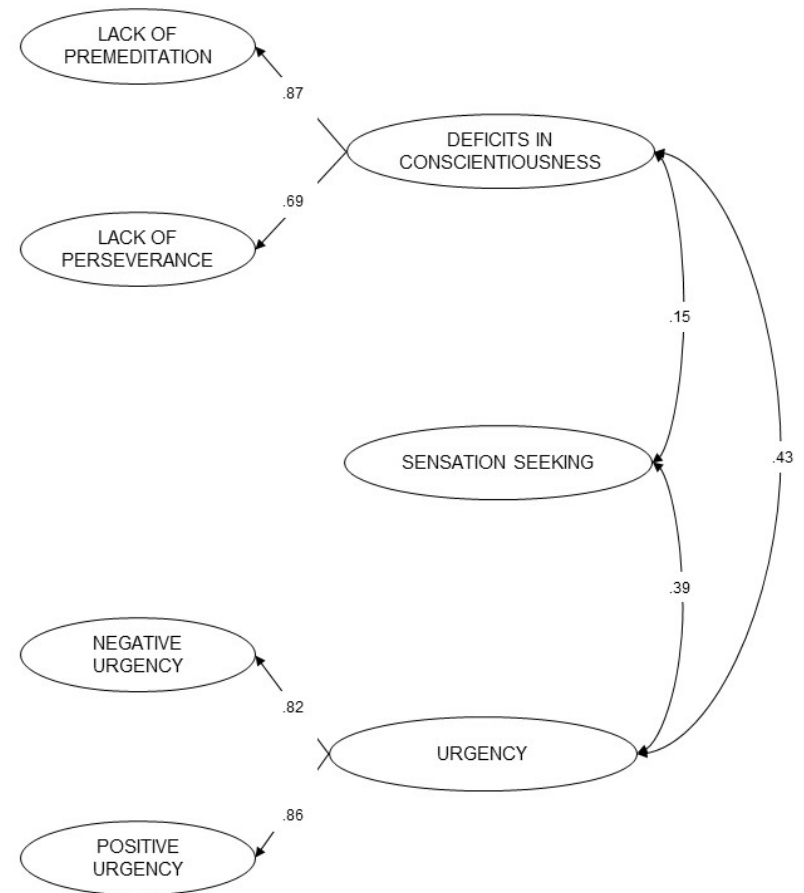 LACK OF
PREMEDITATION
.87
DEFICITS IN
CONSCIENTIOUSNESS
.69
LACK OF
PERSEVERANCE
.15
SENSATION SEEKING
.43
.39
NEGATIVE
URGENCY
.82
URGENCY
.86
POSITIVE
URGENCY